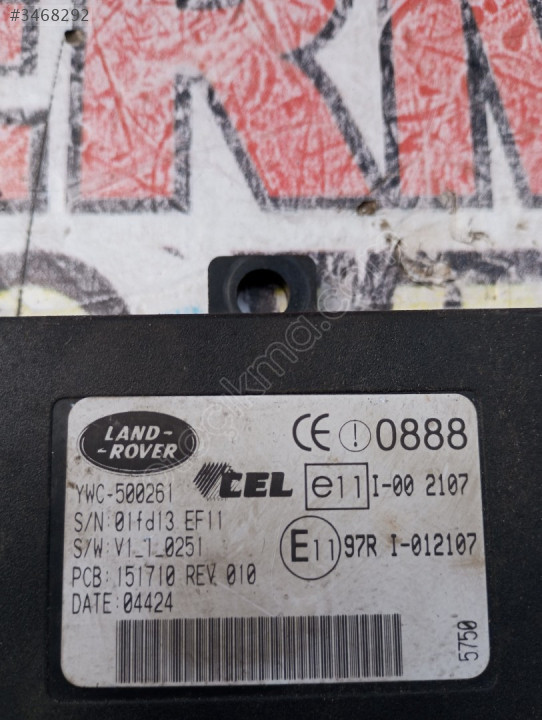 #3468292
LAND-
-ROVER
CE ! 0888
YWC-500261
CEL e11 I-00 2107
S/N: 01fd13 EF11
S/W: V1_1_0251
E11 97R I-012107
PCB: 151710 REV. 010
DATE: 04424
5750